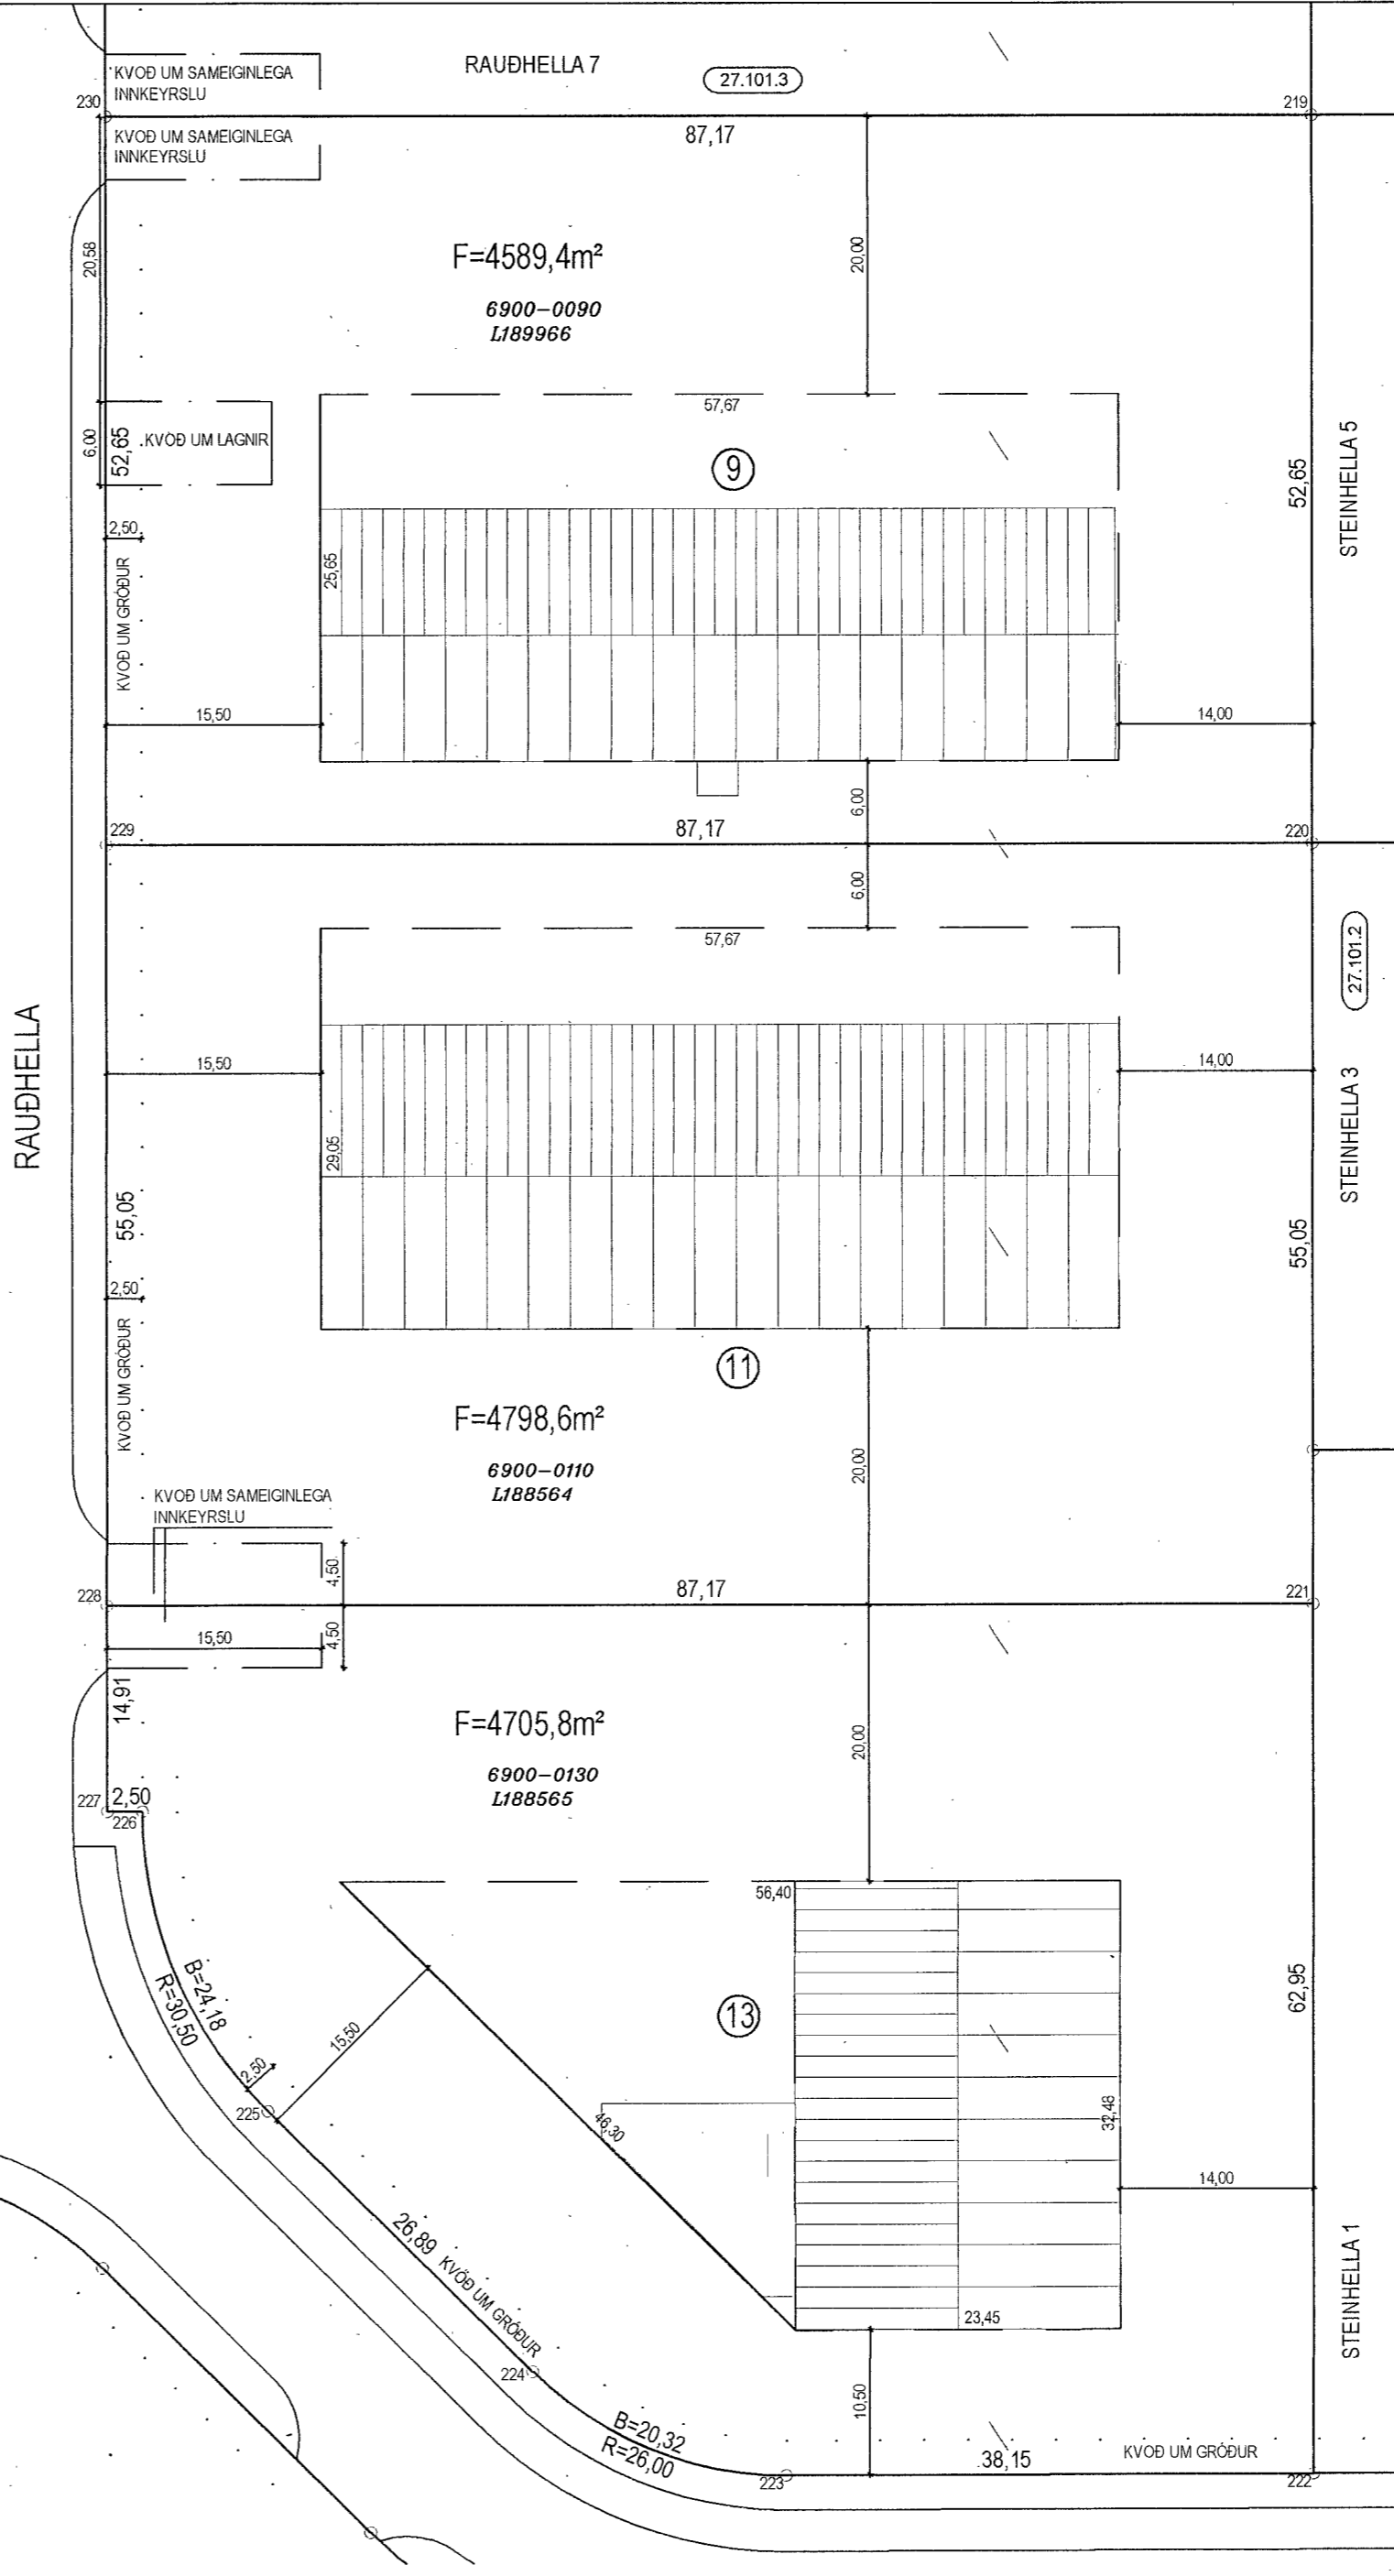 RAUÐHELLA 7
27.101.3
KVOÐ UM SAMEIGINLEGA
INNKEYRSLU
230
219
KVOÐ UM SAMEIGINLEGA
INNKEYRSLU
87,17
20,58
20,00
F=4589,4m²
6900-0090
L189966
57,67
6,00
52,65
KVÖÐ UM LAGNIR
9
52,65
STEINHELLA 5
2,50
KVOÐ UM GRÓÐUR
25,65
15,50
14,00
6,00
229
87,17
220
6,00
57,67
27.101.2
RAUÐHELLA
15,50
14,00
STEINHELLA 3
29,05
55,05
55,05
2,50
KVOÐ UM GRÓÐUR
11
F=4798,6m²
6900-0110
L188564
20,00
KVOÐ UM SAMEIGINLEGA
INNKEYRSLU
4,50
228
87,17
221
15,50
4,50
14,91
F=4705,8m²
20,00
6900-0130
L188565
227
2,50
226
56,40
B=24,18
R=30,50
13
62,95
15,50
2,50
225
46,30
32,48
14,00
26,89
KVÖÐ UM GRÓÐUR
23,45
STEINHELLA 1
224
10,50
B=20,32
R=26,00
38,15
KVOÐ UM GRÓÐUR
223
222